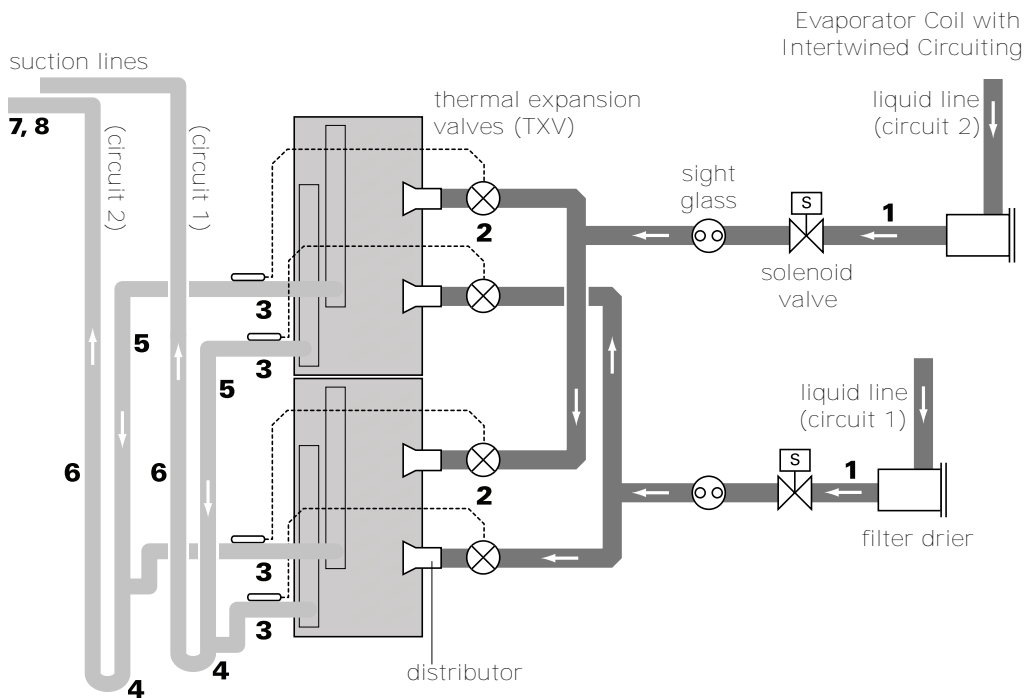 Evaporator Coil with
Intertwined Circuiting
suction lines
7, 8
(circuit 2)
(circuit 1)
thermal expansion
valves (TXV)
liquid line
(circuit 2)
sight
glass
S
1
solenoid
valve
2
3
5
3
5
liquid line
(circuit 1)
6
6
2
S
1
filter drier
3
3
4
4
distributor